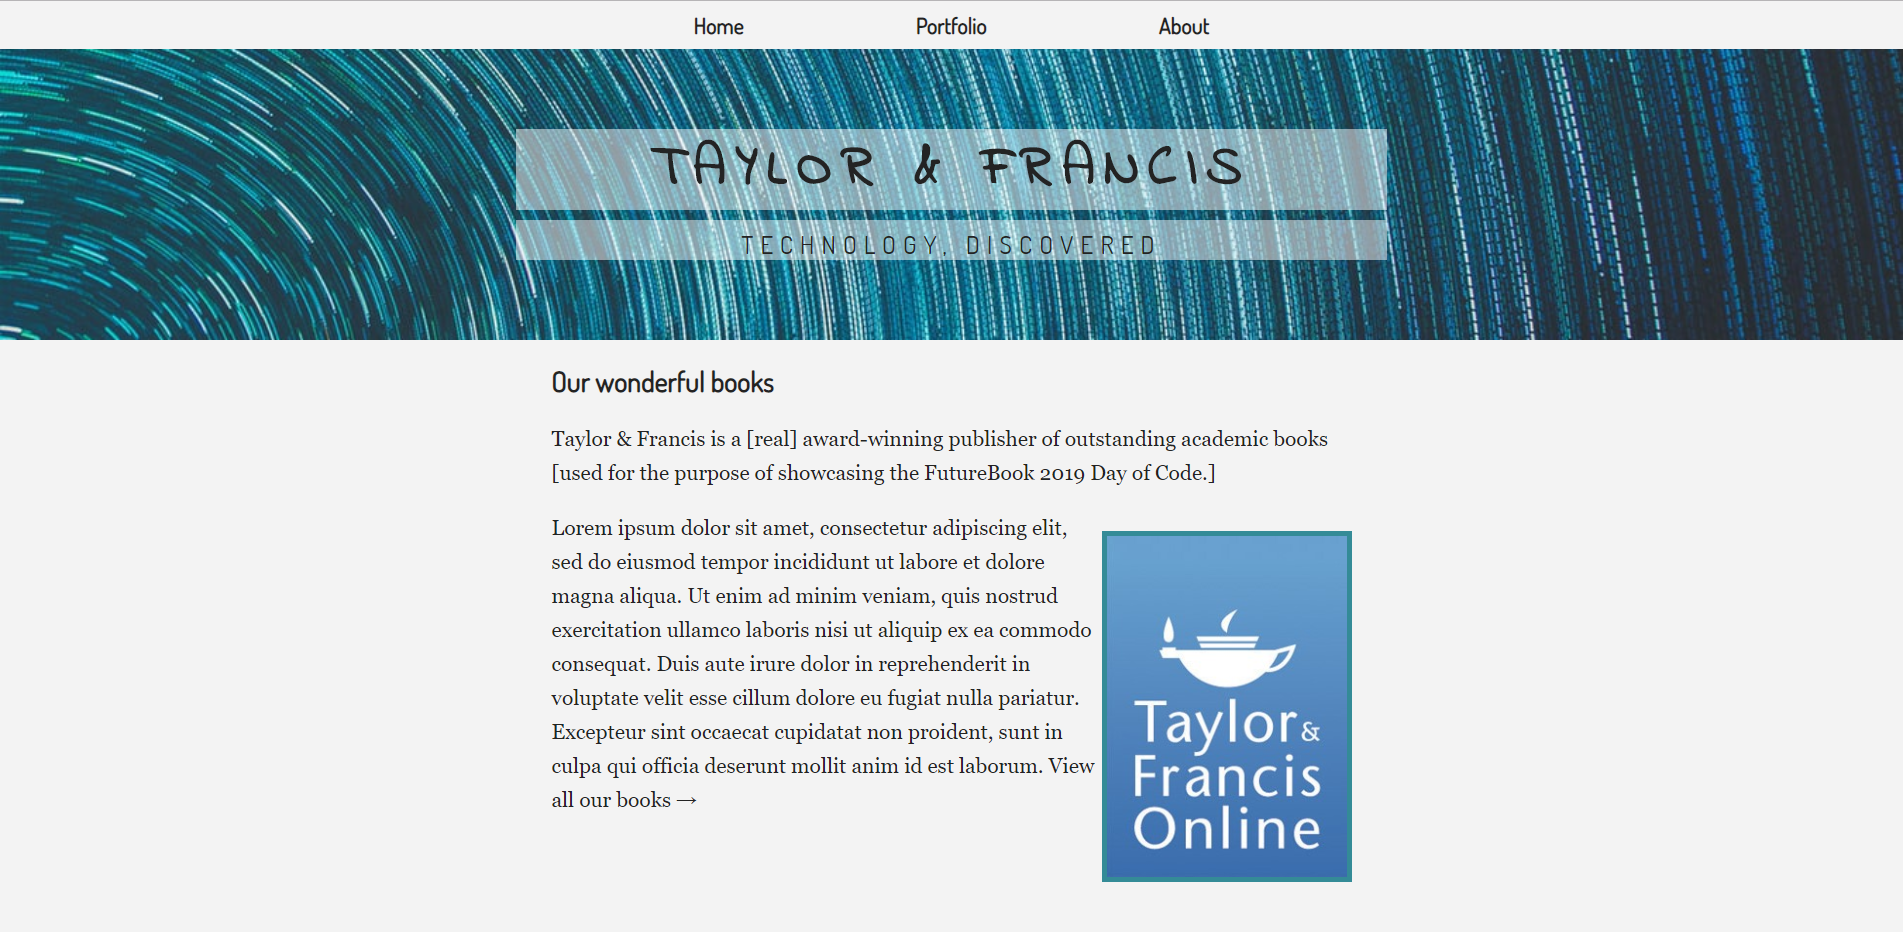 Home Portfolio About
TAYLOR & FRANCIS
TECHNOLOGY, DISCOVERED
Our wonderful books
Taylor & Francis is a [real] award-winning publisher of outstanding academic books
[used for the purpose of showcasing the FutureBook 2019 Day of Code.]
Lorem ipsum dolor sit amet, consectetur adipiscing elit,
sed do eiusmod tempor incididunt ut labore et dolore
magna aliqua. Ut enim ad minim veniam, quis nostrud
exercitation ullamco laboris nisi ut aliquip ex ea commodo
consequat. Duis aute irure dolor in reprehenderit in
voluptate velit esse cillum dolore eu fugiat nulla pariatur.
Excepteur sint occaecat cupidatat non proident, sunt in
culpa qui officia deserunt mollit anim id est laborum. View
all our books →
Taylor &
Francis
Online